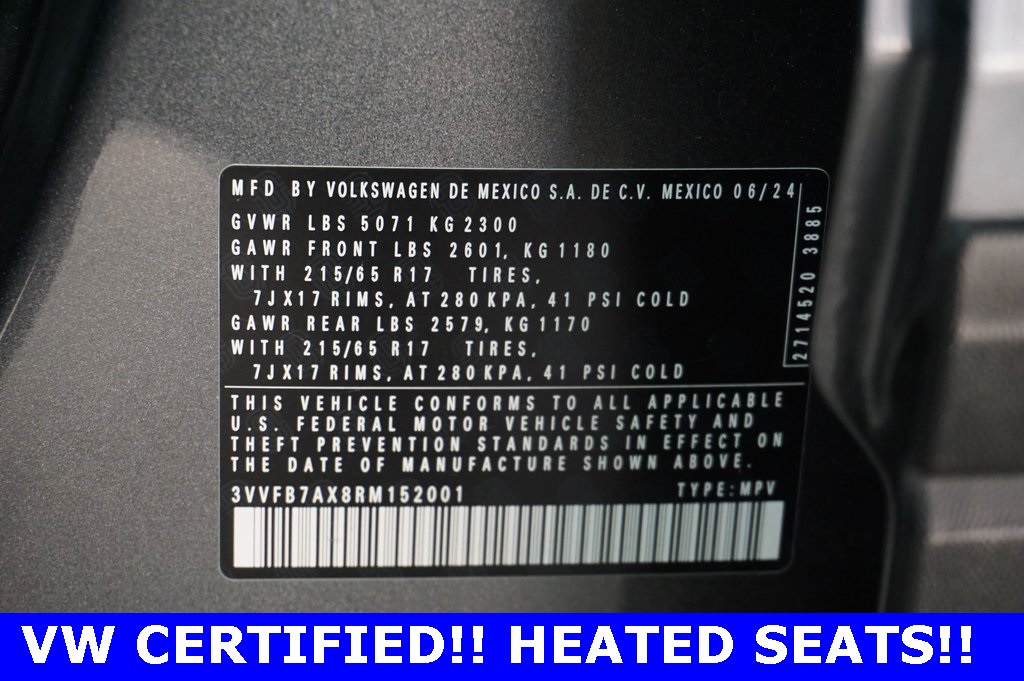 MFD BY VOLKSWAGEN DE MEXICO S.A. DE C.V. MEXICO 06/24
GVWR LBS 5071 KG 2300
GAWR FRONT LBS 2601, KG 1180
WITH 215/65 R17 TIRES,
7JX17 RIMS, AT 280 KPA, 41 PSI COLD
GAWR REAR LBS 2579, KG 1170
WITH 215/65 R17 TIRES,
7JX17 RIMS, AT 280 KPA, 41 PSI COLD
2714520 3885
THIS VEHICLE CONFORMS TO ALL APPLICABLE
U.S. FEDERAL MOTOR VEHICLE SAFETY AND
THEFT PREVENTION STANDARDS IN EFFECT ON
THE DATE OF MANUFACTURE SHOWN ABOVE.
3VVFB7AX8RM152001 TYPE: MPV
VW CERTIFIED!! HEATED SEATS!!